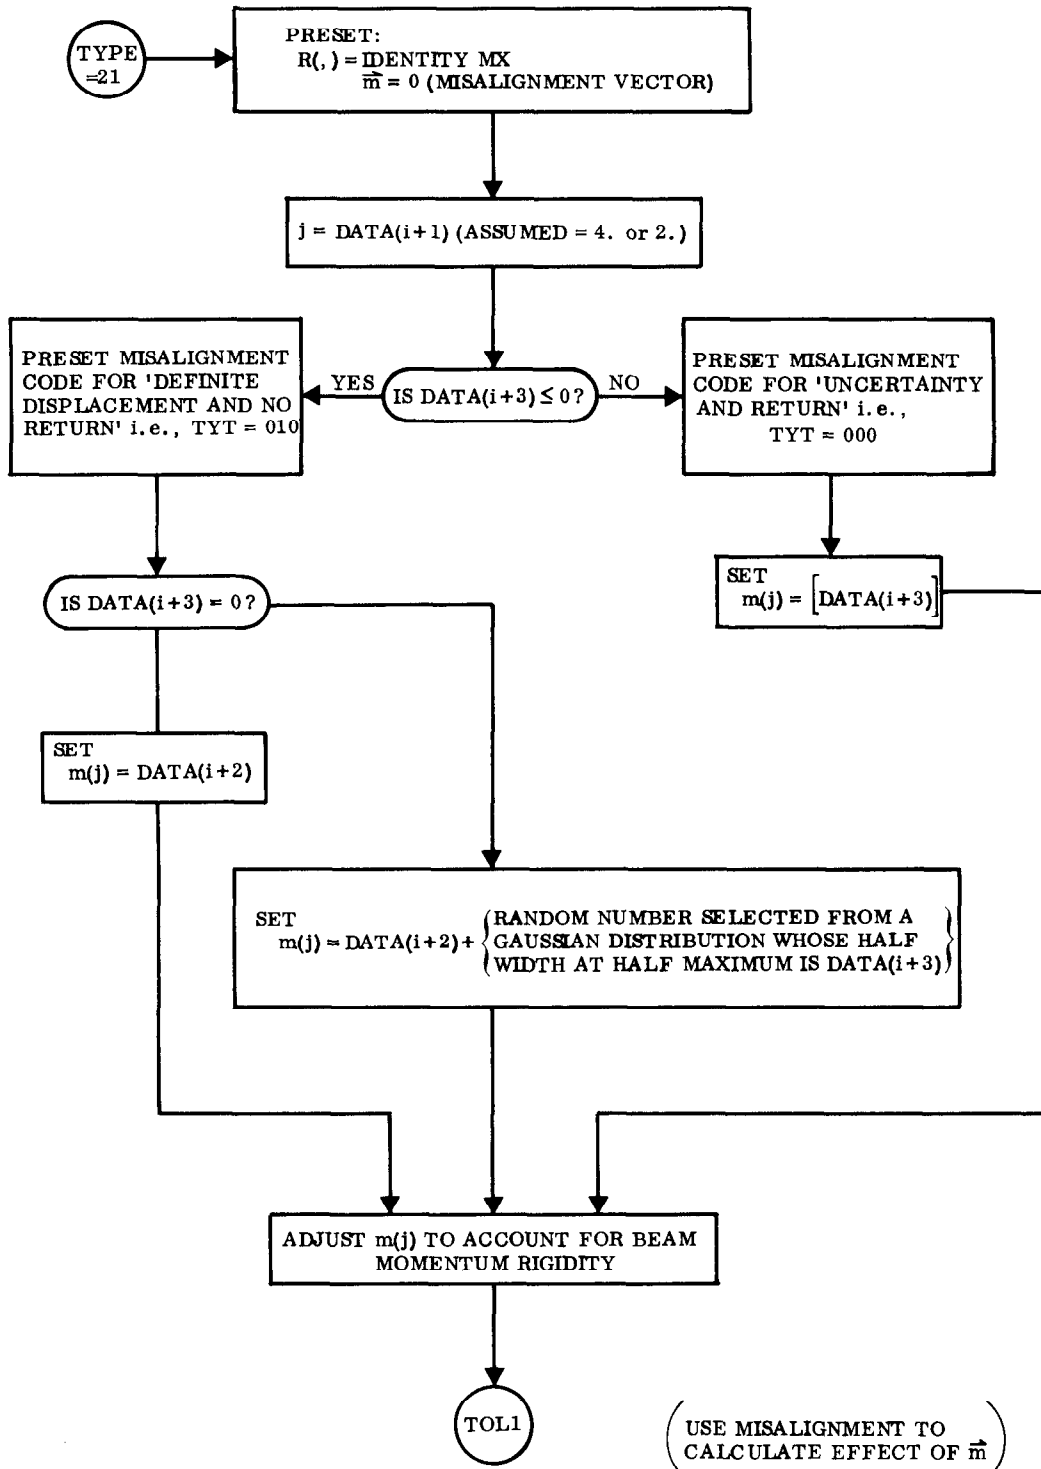 TYPE
=21
PRESET:
R(,) = IDENTITY MX
m⃗ = 0 (MISALIGNMENT VECTOR)
j = DATA(i+1) (ASSUMED = 4. or 2.)
PRESET MISALIGNMENT
CODE FOR 'DEFINITE
DISPLACEMENT AND NO
RETURN' i.e., TYT = 010
YES
IS DATA(i+3) ≤ 0?
NO
PRESET MISALIGNMENT
CODE FOR 'UNCERTAINTY
AND RETURN' i.e.,
TYT = 000
IS DATA(i+3) = 0?
SET
m(j) = [DATA(i+3)]
SET
m(j) = DATA(i+2)
SET
m(j) = DATA(i+2) + {RANDOM NUMBER SELECTED FROM A
GAUSSIAN DISTRIBUTION WHOSE HALF
WIDTH AT HALF MAXIMUM IS DATA(i+3)}
ADJUST m(j) TO ACCOUNT FOR BEAM
MOMENTUM RIGIDITY
TOL1
(USE MISALIGNMENT TO
CALCULATE EFFECT OF m⃗)